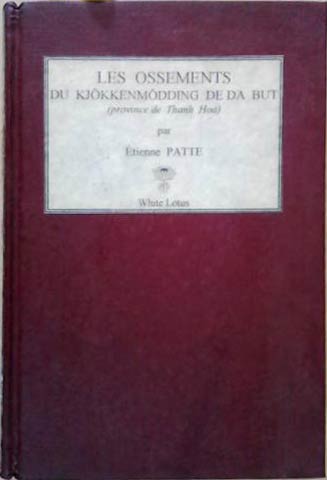 LES OSSEMENTS
DU KJÖKKENMÖDDING DE DA BUT
(province de Thanh Hoá)
par
Étienne PATTE
White Lotus